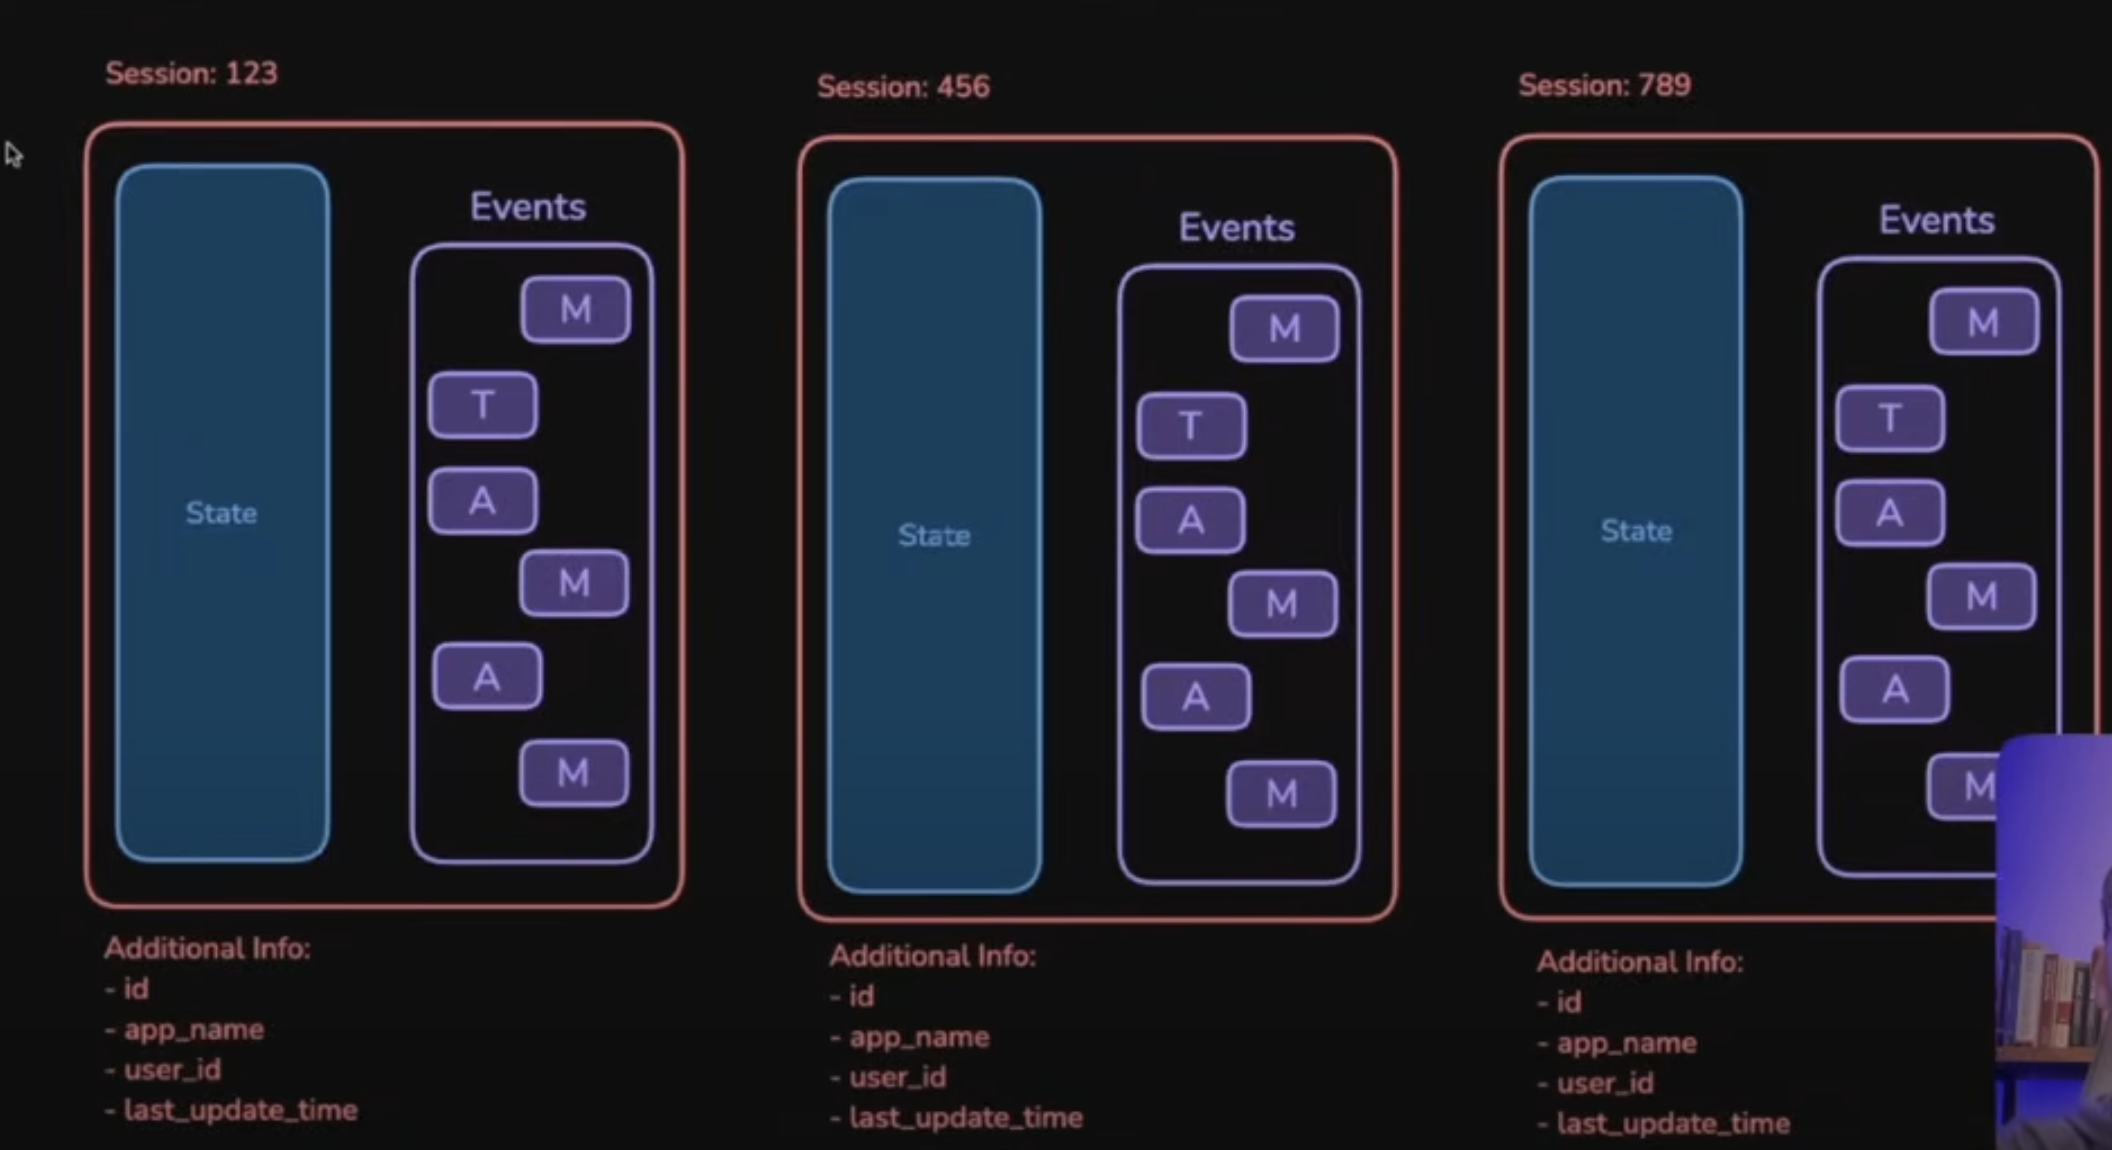 Session: 123
Events
M
T
A
M
A
M
State
Additional Info:
- id
- app_name
- user_id
- last_update_time
Session: 456
Events
M
T
A
M
A
M
State
Additional Info:
- id
- app_name
- user_id
- last_update_time
Session: 789
Events
M
T
A
M
A
M
State
Additional Info:
- id
- app_name
- user_id
- last_update_time